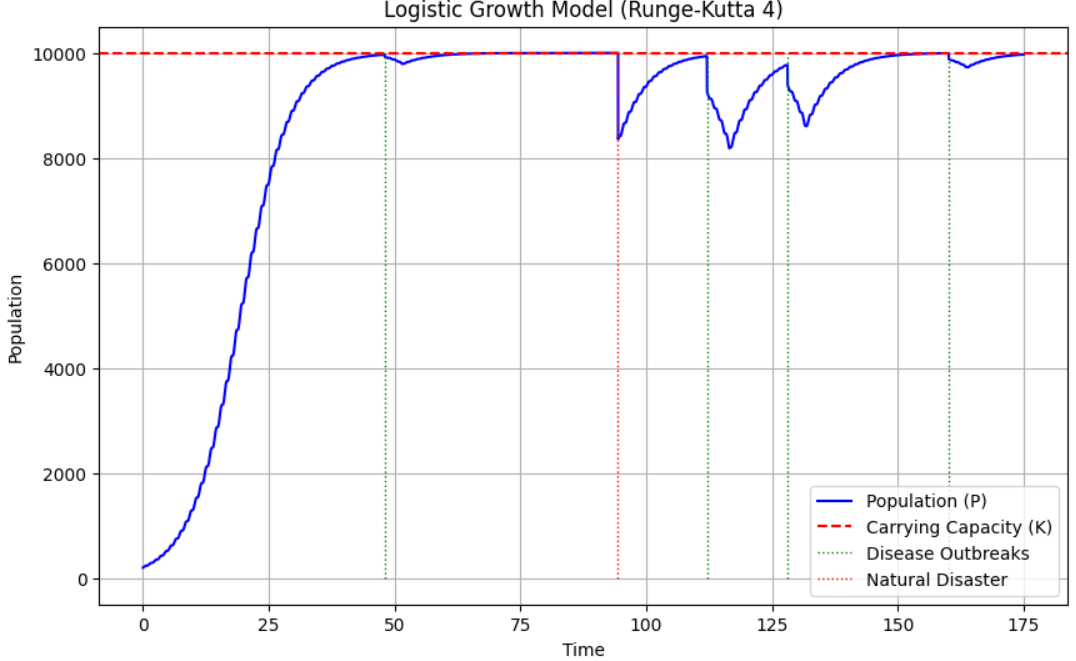 Logistic Growth Model (Runge-Kutta 4)
Population
10000
8000
6000
4000
2000
0
Population (P)
Carrying Capacity (K)
Disease Outbreaks
Natural Disaster
0 25 50 75 100 125 150 175
Time